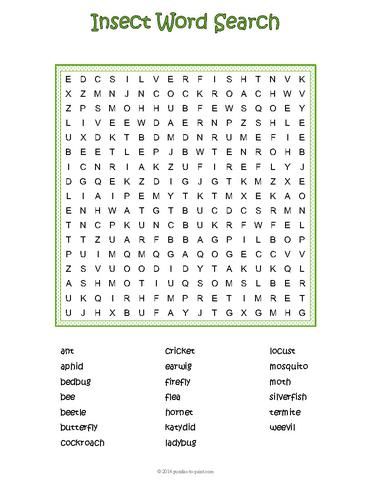 Insect Word Search
E D C S I L V E R F I S H T N V K
X Z M N J N C O C K R O A C H W V
Z P S M O H H U B F E W S Q O E Y
L I V E E W D A E R N P Z S H L E
U X D K T B D M D N R U M E F I E
B E E T L E P J B W T E N R O H B
I C N R I A K Z U F I R E F L Y J
D G Q E K Z D I G J G T K M Z X E
L I A I P E M Y T K T M X E K A O
E N H W A T G T B U C D C S R M N
T N C P K U N C B U K R F W F E L
T T Z U A R F B B A G P I L B O P
P U I M Q M Q G A Q O G E C C V V
Z S V U O O D I D Y T A K U K Q L
A S H M O T I U Q S O M S L B E R
U K Q I R H F M P R E T I M R E T
U J H X B U F A Y J T G X G M H G
ant
aphid
bedbug
bee
beetle
butterfly
cockroach
cricket
earwig
firefly
flea
hornet
katydid
ladybug
locust
mosquito
moth
silverfish
termite
weevil
© 2014 puzzles-to-print.com